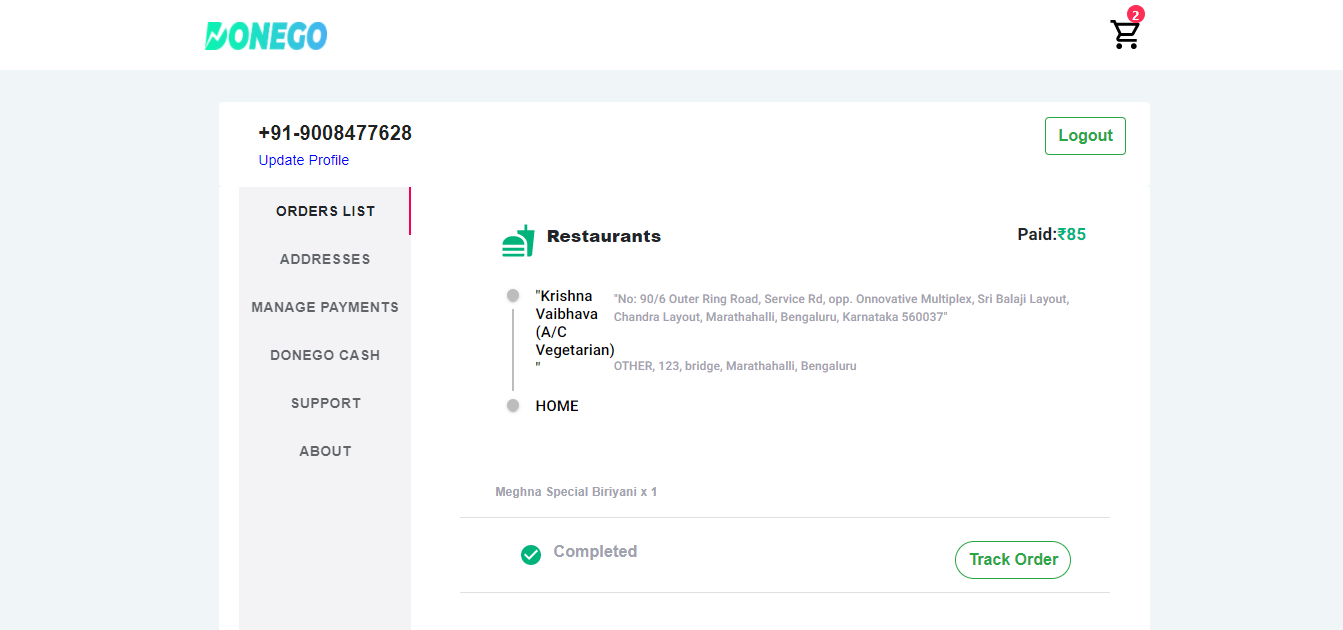 DONEGO
2
+91-9008477628
Update Profile
Logout
ORDERS LIST
ADDRESSES
MANAGE PAYMENTS
DONEGO CASH
SUPPORT
ABOUT
Restaurants
Paid:₹85
"Krishna
Vaibhava
(A/C
Vegetarian)
"
"No: 90/6 Outer Ring Road, Service Rd, opp. Onnovative Multiplex, Sri Balaji Layout,
Chandra Layout, Marathahalli, Bengaluru, Karnataka 560037"
OTHER, 123, bridge, Marathahalli, Bengaluru
HOME
Meghna Special Biriyani x 1
Completed
Track Order